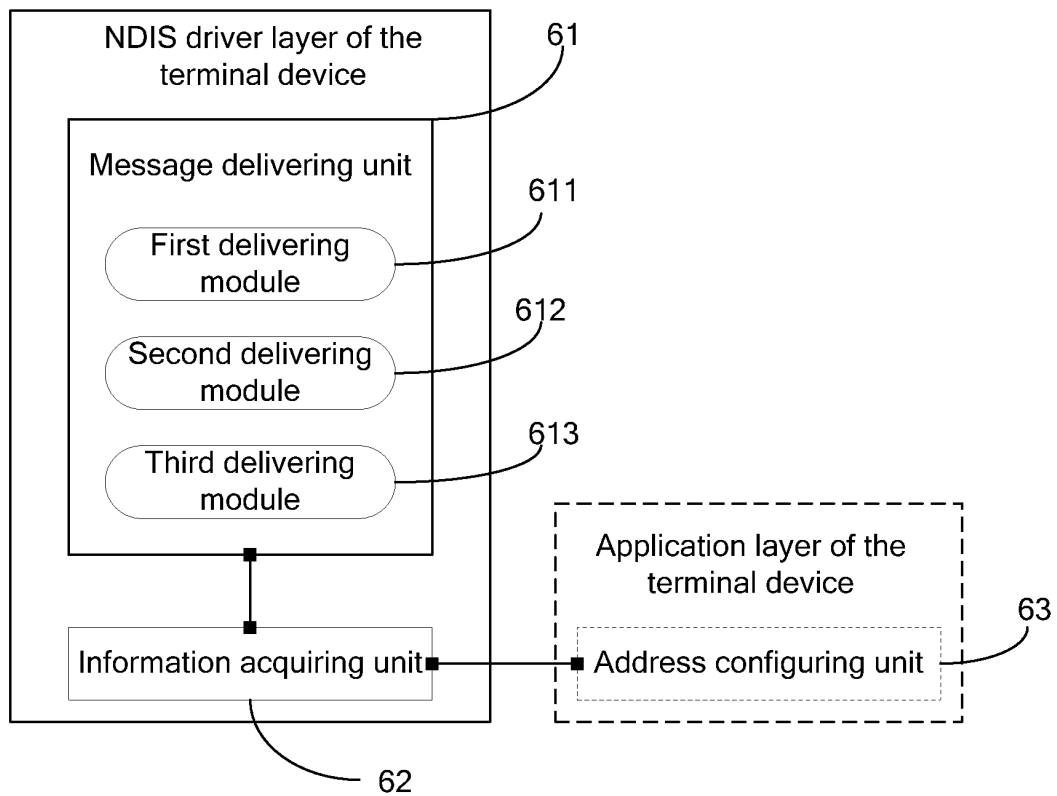 NDIS driver layer of the
terminal device
61
Message delivering unit
611
First delivering
module
612
Second delivering
module
613
Third delivering
module
Application layer of the
terminal device
63
Information acquiring unit
Address configuring unit
62